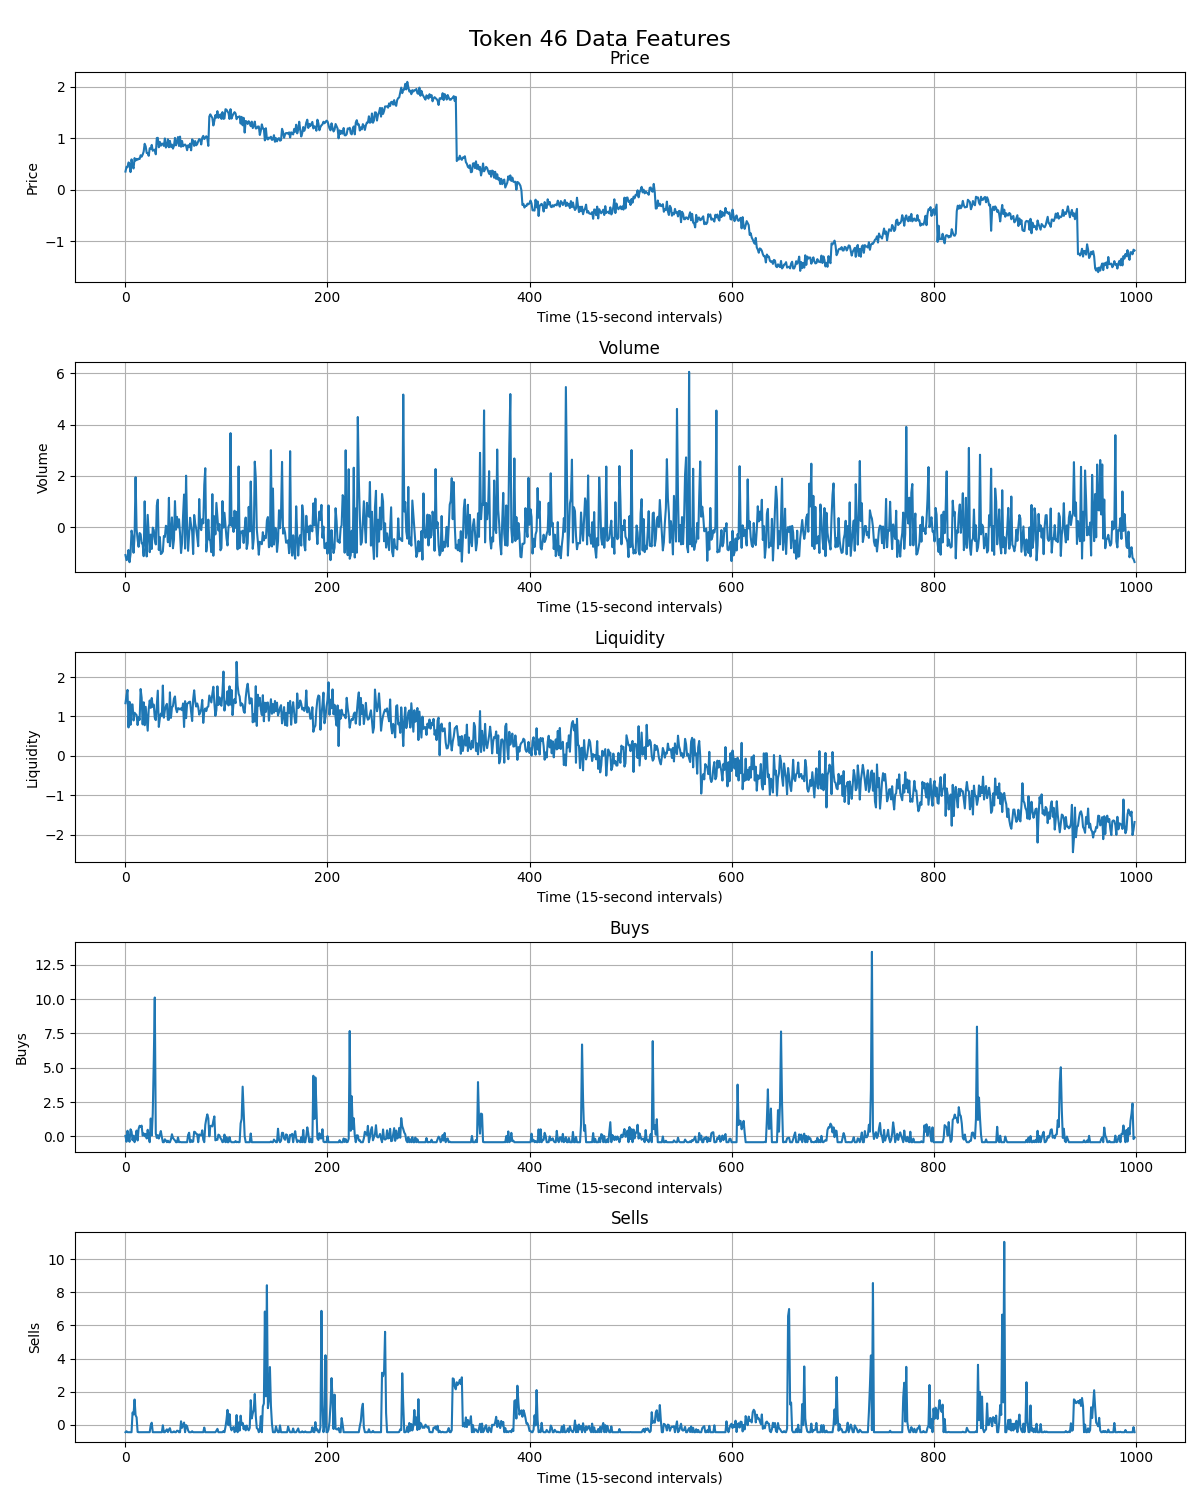 Token 46 Data Features
Price
2
1
0
−1
Price
0 200 400 600 800 1000
Time (15-second intervals)
Volume
6
4
2
0
Volume
0 200 400 600 800 1000
Time (15-second intervals)
Liquidity
2
1
0
−1
−2
Liquidity
0 200 400 600 800 1000
Time (15-second intervals)
Buys
12.5
10.0
7.5
5.0
2.5
0.0
Buys
0 200 400 600 800 1000
Time (15-second intervals)
Sells
10
8
6
4
2
0
Sells
0 200 400 600 800 1000
Time (15-second intervals)